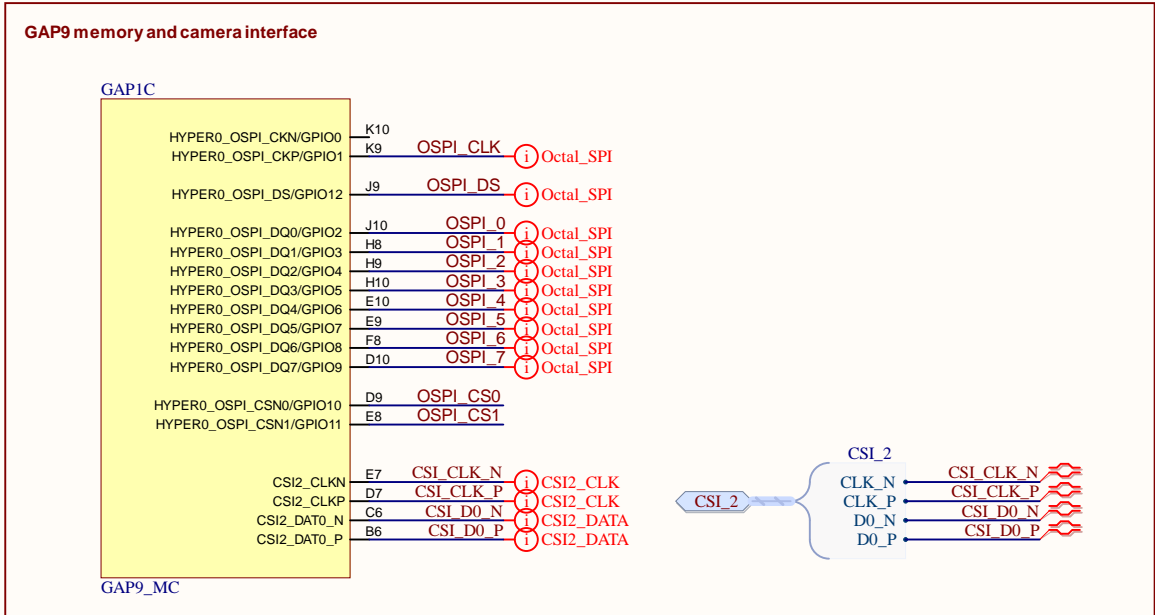 GAP9 memory and camera interface
GAP1C
HYPER0_OSPI_CKN/GPIO0 K10
HYPER0_OSPI_CKP/GPIO1 K9 OSPI_CLK i Octal_SPI
HYPER0_OSPI_DS/GPIO12 J9 OSPI_DS i Octal_SPI
HYPER0_OSPI_DQ0/GPIO2 J10 OSPI_0 i Octal_SPI
HYPER0_OSPI_DQ1/GPIO3 H8 OSPI_1 i Octal_SPI
HYPER0_OSPI_DQ2/GPIO4 H9 OSPI_2 i Octal_SPI
HYPER0_OSPI_DQ3/GPIO5 H10 OSPI_3 i Octal_SPI
HYPER0_OSPI_DQ4/GPIO6 E10 OSPI_4 i Octal_SPI
HYPER0_OSPI_DQ5/GPIO7 E9 OSPI_5 i Octal_SPI
HYPER0_OSPI_DQ6/GPIO8 F8 OSPI_6 i Octal_SPI
HYPER0_OSPI_DQ7/GPIO9 D10 OSPI_7 i Octal_SPI
HYPER0_OSPI_CSN0/GPIO10 D9 OSPI_CS0
HYPER0_OSPI_CSN1/GPIO11 E8 OSPI_CS1
CSI2_CLKN E7 CSI_CLK_N i CSI2_CLK
CSI2_CLKP D7 CSI_CLK_P i CSI2_CLK
CSI2_DAT0_N C6 CSI_D0_N i CSI2_DATA
CSI2_DAT0_P B6 CSI_D0_P i CSI2_DATA
GAP9_MC
CSI_2
CSI_2
CLK_N CSI_CLK_N
CLK_P CSI_CLK_P
D0_N CSI_D0_N
D0_P CSI_D0_P